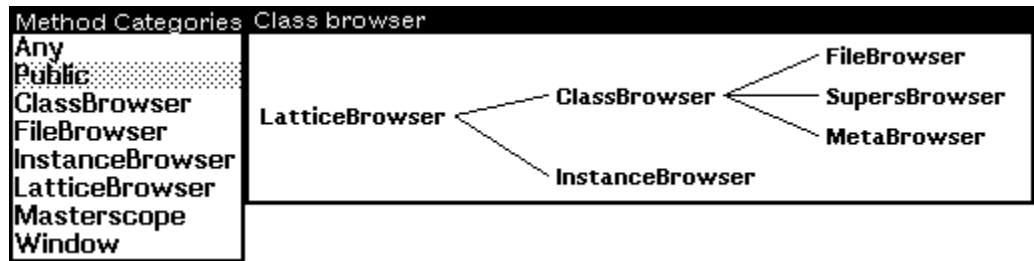 Method Categories
Any
Public
ClassBrowser
FileBrowser
InstanceBrowser
LatticeBrowser
Masterscope
Window
Class browser
LatticeBrowser
ClassBrowser
InstanceBrowser
FileBrowser
SupersBrowser
MetaBrowser